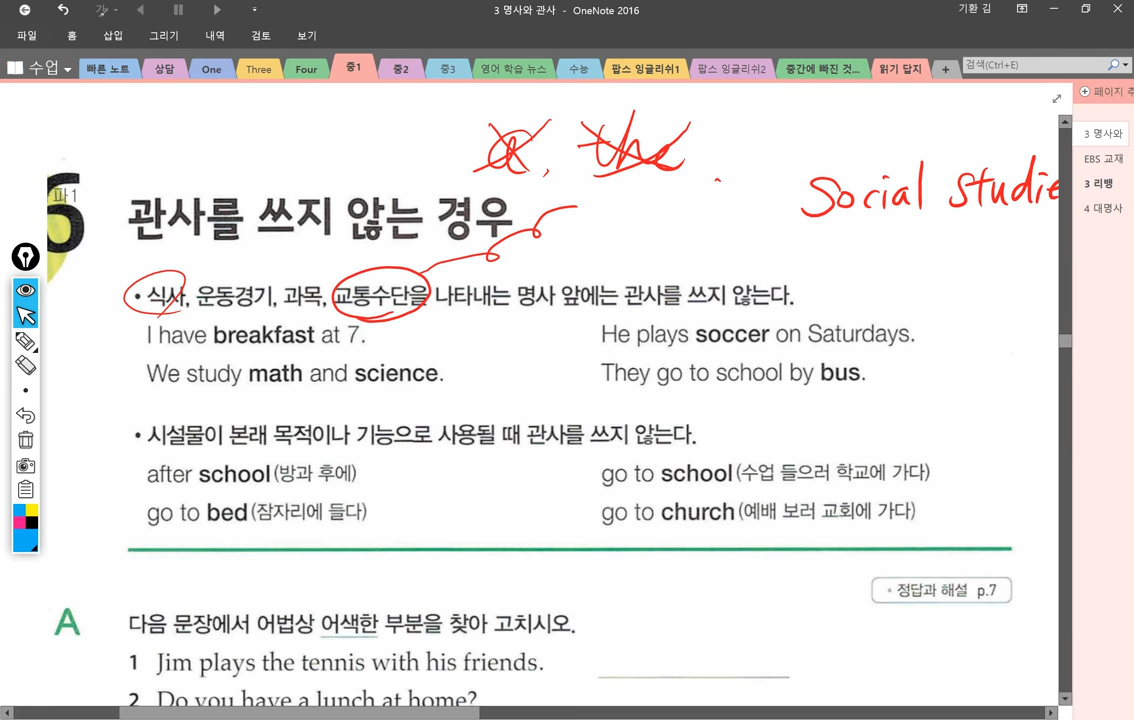 3 명사와 관사 - OneNote 2016
기환 김
파일 홈 삽입 그리기 내역 검토 보기
수업 빠른 노트 상담 One Three Four 중1 중2 중3 영어 학습 뉴스 수능 팝스 잉글리쉬1 팝스 잉글리쉬2 중간에 빠진 것... 읽기 답지 + 검색(Ctrl+E)
페이지 추
3 명사와
EBS 교재
3 리뱅
4 대명사
a, the
Social Studie
파1
6
관사를 쓰지 않는 경우
• 식사, 운동경기, 과목, 교통수단을 나타내는 명사 앞에는 관사를 쓰지 않는다.
I have breakfast at 7. He plays soccer on Saturdays.
We study math and science. They go to school by bus.
• 시설물이 본래 목적이나 기능으로 사용될 때 관사를 쓰지 않는다.
after school(방과 후에) go to school(수업 들으러 학교에 가다)
go to bed(잠자리에 들다) go to church(예배 보러 교회에 가다)
• 정답과 해설 p.7
A 다음 문장에서 어법상 어색한 부분을 찾아 고치시오.
1 Jim plays the tennis with his friends.
2 Do you have a lunch at home?